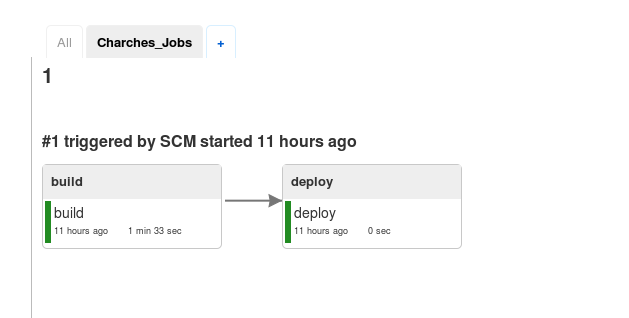 All Charches_Jobs +
1
#1 triggered by SCM started 11 hours ago
build deploy
build deploy
11 hours ago 1 min 33 sec 11 hours ago 0 sec